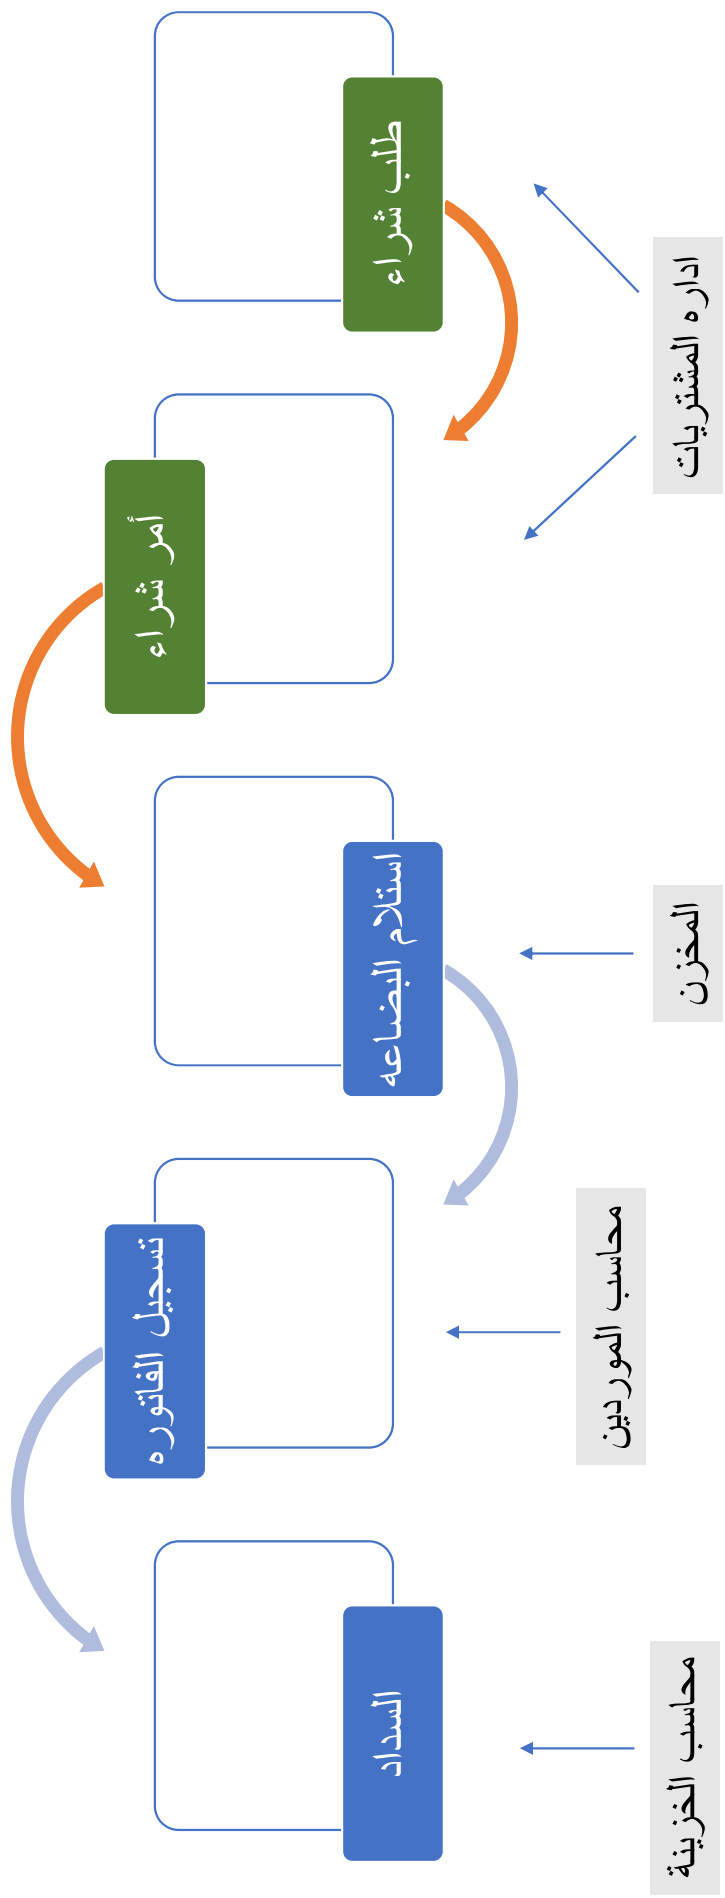 طلب شراء
أمر شراء
استلام البضاعه
تسجيل الفاتوره
السداد
اداره المشتريات
المخزن
محاسب الموردين
محاسب الخزينة